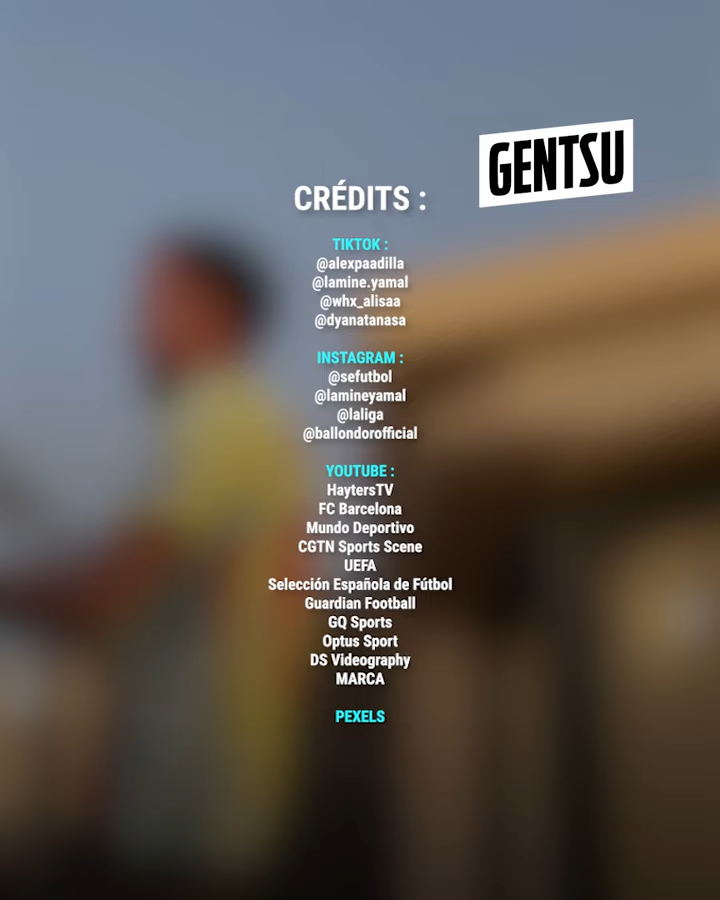 GENTSU
CRÉDITS :
TIKTOK :
@alexpaadilla
@lamine.yamal
@whx_alisaa
@dyanatanasa
INSTAGRAM :
@sefutbol
@lamineyamal
@laliga
@ballondorofficial
YOUTUBE :
HaytersTV
FC Barcelona
Mundo Deportivo
CGTN Sports Scene
UEFA
Selección Española de Fútbol
Guardian Football
GQ Sports
Optus Sport
DS Videography
MARCA
PEXELS